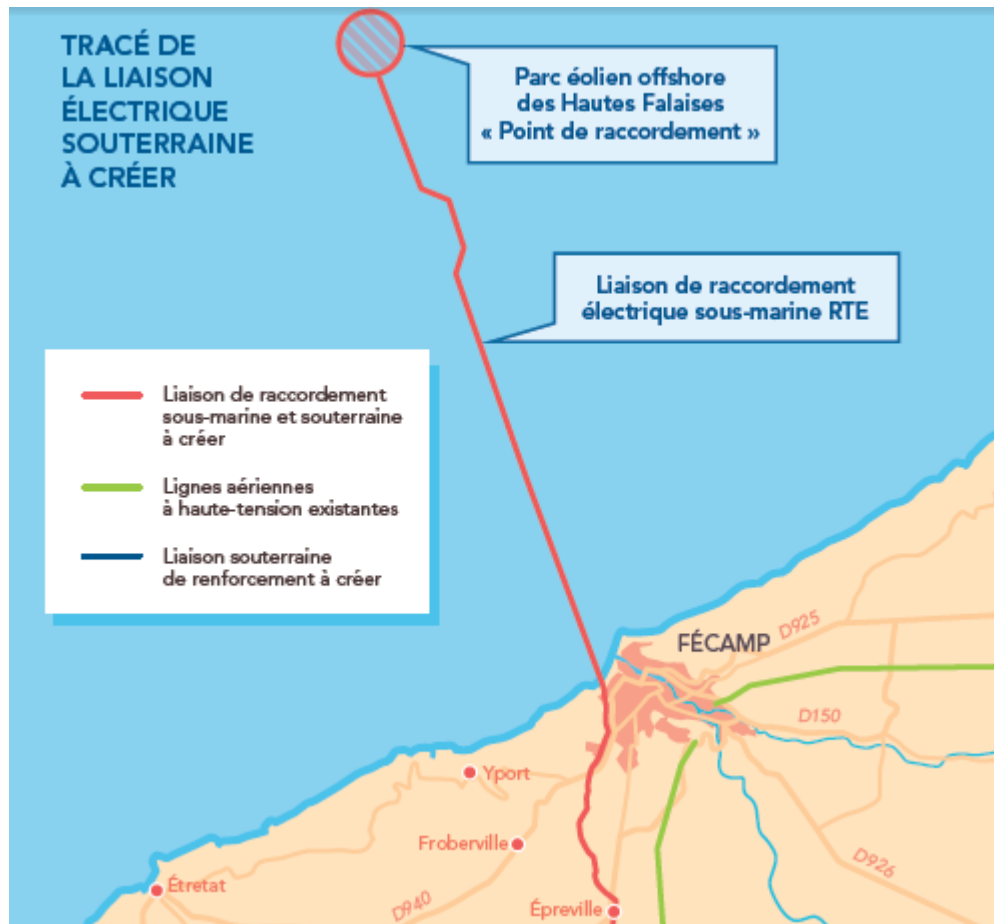 TRACÉ DE
LA LIAISON
ÉLECTRIQUE
SOUTERRAINE
À CRÉER
Parc éolien offshore
des Hautes Falaises
« Point de raccordement »
Liaison de raccordement
électrique sous-marine RTE
Liaison de raccordement
sous-marine et souterraine
à créer
Lignes aériennes
à haute-tension existantes
Liaison souterraine
de renforcement à créer
FÉCAMP
D925
D150
Yport
Froberville
D926
Étretat
D940
Épreville